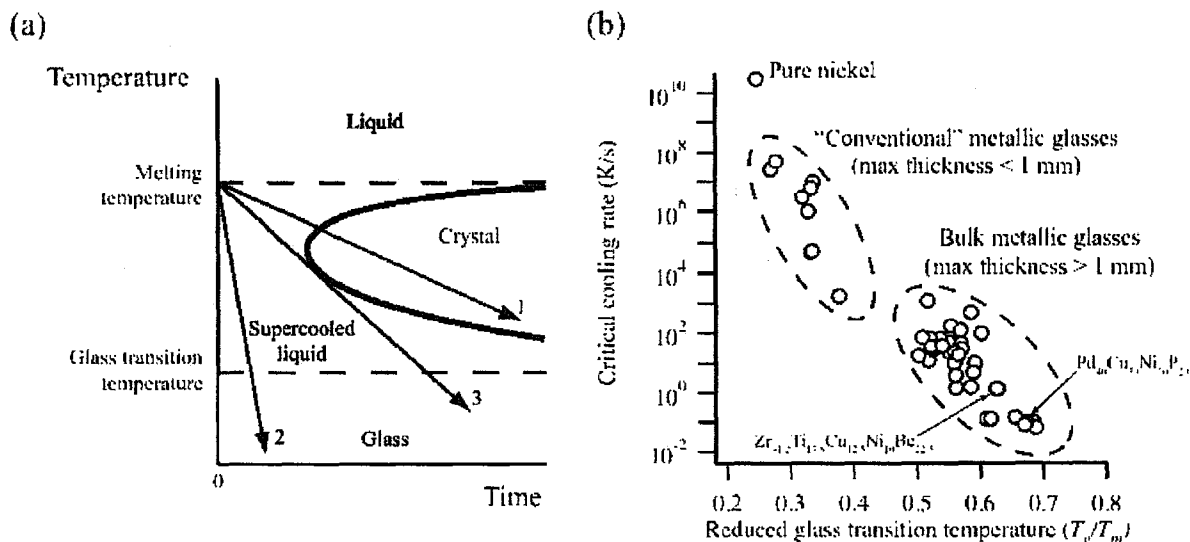 (a)
Temperature
Liquid
Melting
temperature
Crystal
1
Supercooled
liquid
Glass transition
temperature
3
2
Glass
0
Time
(b)
Pure nickel
10^10
"Conventional" metallic glasses
(max thickness < 1 mm)
10^8
10^6
Bulk metallic glasses
(max thickness > 1 mm)
10^4
10^2
10^0
10^-2
Critical cooling rate (K/s)
0.2 0.3 0.4 0.5 0.6 0.7 0.8
Reduced glass transition temperature